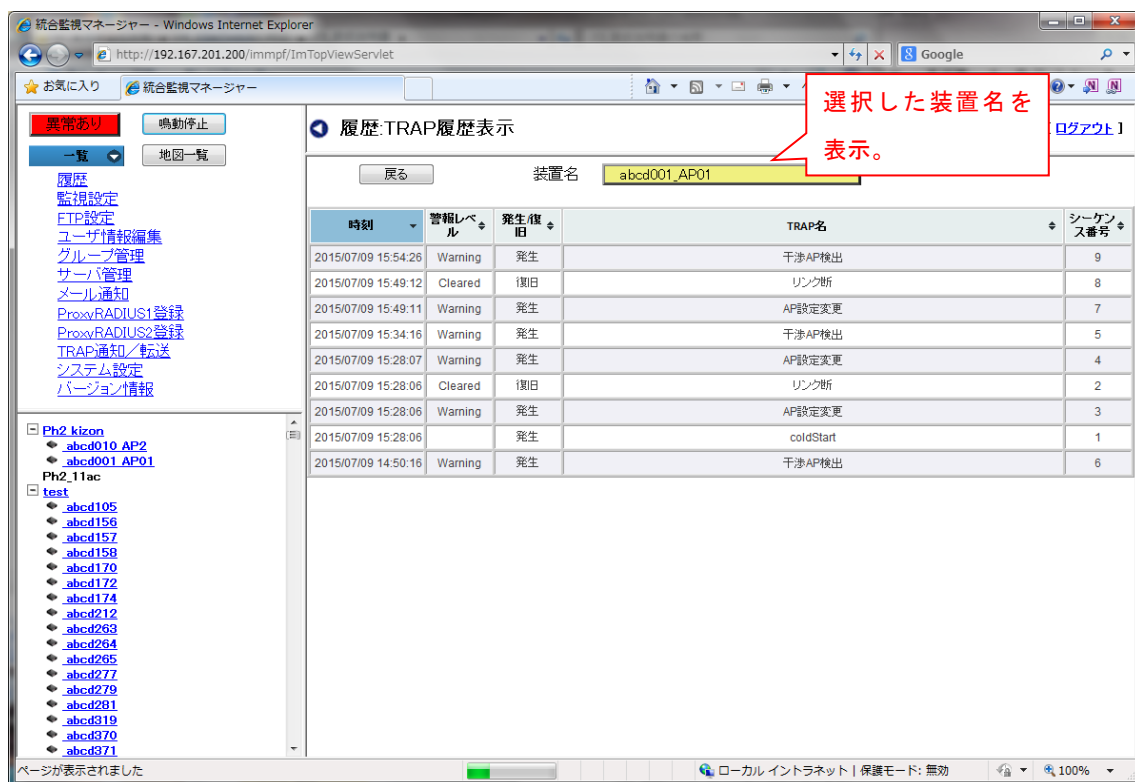 統合監視マネージャー - Windows Internet Explorer
http://192.167.201.200/immpf/ImTopViewServlet
Google
お気に入り
統合監視マネージャー
選択した装置名を
表示。
異常あり
鳴動停止
一覧
地図一覧
履歴
監視設定
FTP設定
ユーザ情報編集
グループ管理
サーバ管理
メール通知
ProxyRADIUS1登録
ProxyRADIUS2登録
TRAP通知／転送
システム設定
バージョン情報
Ph2 kizon
abcd010 AP2
abcd001 AP01
Ph2_11ac
test
abcd105
abcd156
abcd157
abcd158
abcd170
abcd172
abcd174
abcd212
abcd263
abcd264
abcd265
abcd277
abcd279
abcd281
abcd319
abcd370
abcd371
履歴:TRAP履歴表示
[ ログアウト ]
戻る 装置名 abcd001_AP01
時刻 警報レベル 発生/復旧 TRAP名 シーケンス番号
2015/07/09 15:54:26 Warning 発生 干渉AP検出 9
2015/07/09 15:49:12 Cleared 復旧 リンク断 8
2015/07/09 15:49:11 Warning 発生 AP設定変更 7
2015/07/09 15:34:16 Warning 発生 干渉AP検出 5
2015/07/09 15:28:07 Warning 発生 AP設定変更 4
2015/07/09 15:28:06 Cleared 復旧 リンク断 2
2015/07/09 15:28:06 Warning 発生 AP設定変更 3
2015/07/09 15:28:06 発生 coldStart 1
2015/07/09 14:50:16 Warning 発生 干渉AP検出 6
ページが表示されました
ローカル イントラネット | 保護モード: 無効
100%